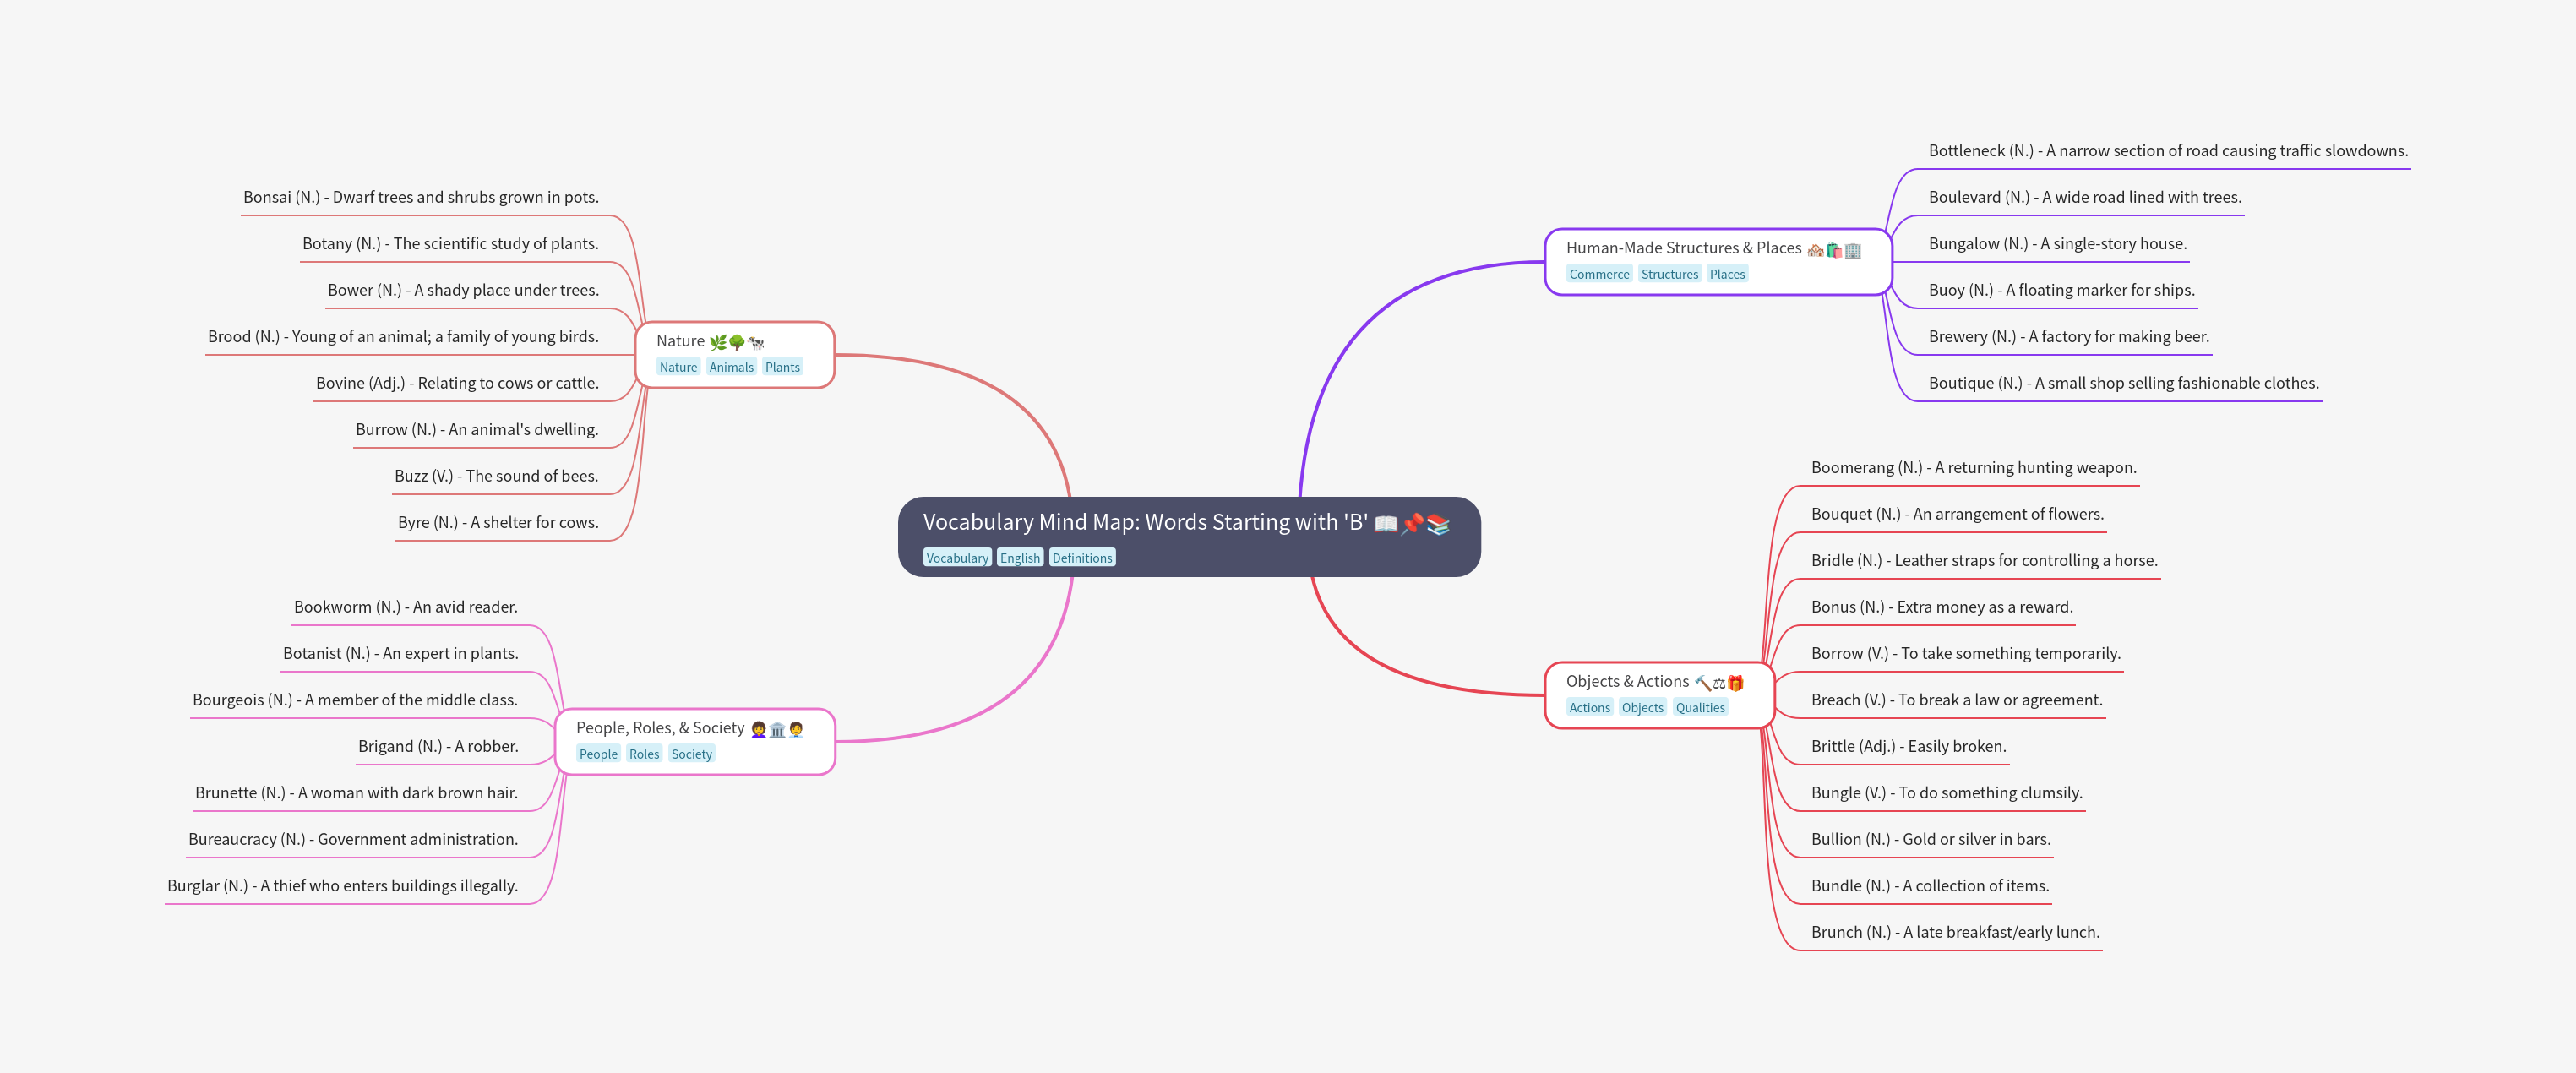 Vocabulary Mind Map: Words Starting with 'B' 📖📌📚
Vocabulary English Definitions
Human-Made Structures & Places 🏘️🛍️🏢
Commerce Structures Places
Bottleneck (N.) - A narrow section of road causing traffic slowdowns.
Boulevard (N.) - A wide road lined with trees.
Bungalow (N.) - A single-story house.
Buoy (N.) - A floating marker for ships.
Brewery (N.) - A factory for making beer.
Boutique (N.) - A small shop selling fashionable clothes.
Objects & Actions 🔨⚖🎁
Actions Objects Qualities
Boomerang (N.) - A returning hunting weapon.
Bouquet (N.) - An arrangement of flowers.
Bridle (N.) - Leather straps for controlling a horse.
Bonus (N.) - Extra money as a reward.
Borrow (V.) - To take something temporarily.
Breach (V.) - To break a law or agreement.
Brittle (Adj.) - Easily broken.
Bungle (V.) - To do something clumsily.
Bullion (N.) - Gold or silver in bars.
Bundle (N.) - A collection of items.
Brunch (N.) - A late breakfast/early lunch.
Nature 🌿🌳🐄
Nature Animals Plants
Bonsai (N.) - Dwarf trees and shrubs grown in pots.
Botany (N.) - The scientific study of plants.
Bower (N.) - A shady place under trees.
Brood (N.) - Young of an animal; a family of young birds.
Bovine (Adj.) - Relating to cows or cattle.
Burrow (N.) - An animal's dwelling.
Buzz (V.) - The sound of bees.
Byre (N.) - A shelter for cows.
People, Roles, & Society 👩‍🦱🏛️🧑‍💼
People Roles Society
Bookworm (N.) - An avid reader.
Botanist (N.) - An expert in plants.
Bourgeois (N.) - A member of the middle class.
Brigand (N.) - A robber.
Brunette (N.) - A woman with dark brown hair.
Bureaucracy (N.) - Government administration.
Burglar (N.) - A thief who enters buildings illegally.